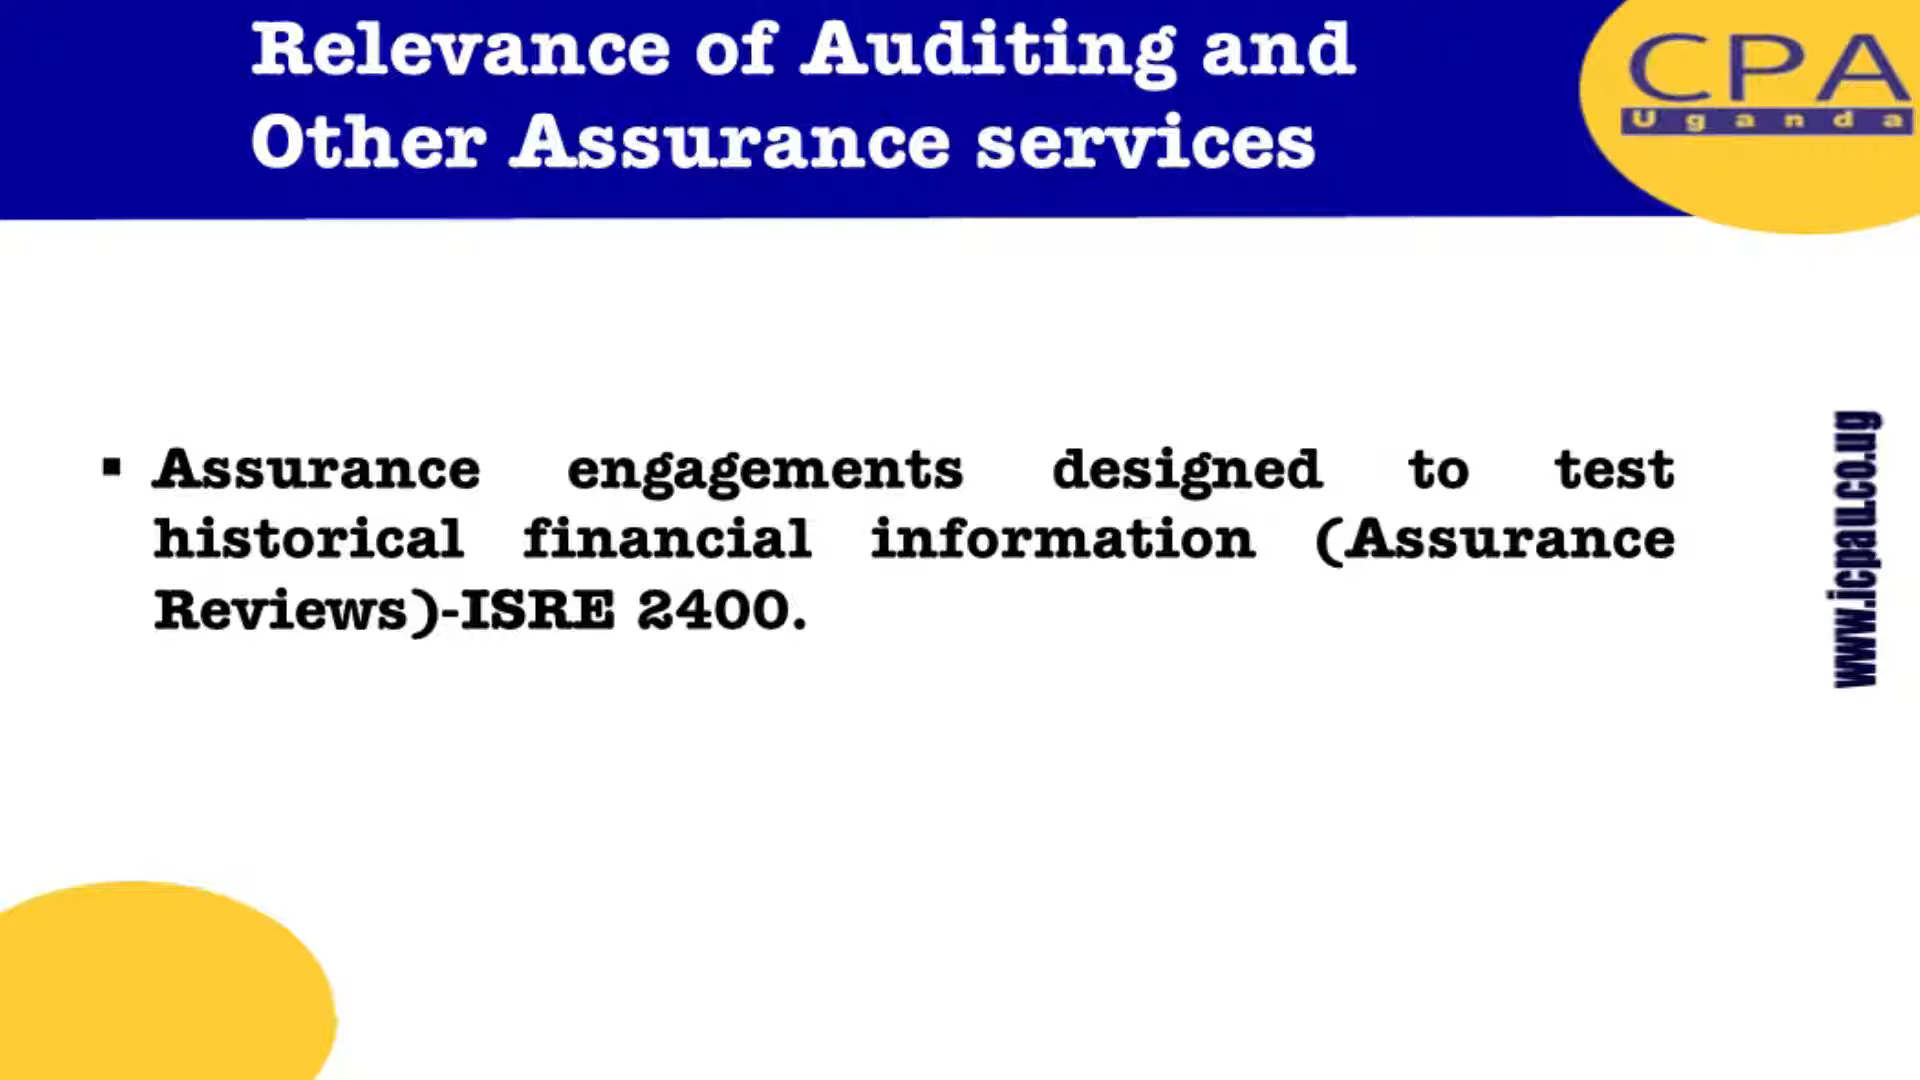 Relevance of Auditing and
Other Assurance services
CPA
Uganda
▪ Assurance engagements designed to test
historical financial information (Assurance
Reviews)-ISRE 2400.
www.icpau.co.ug